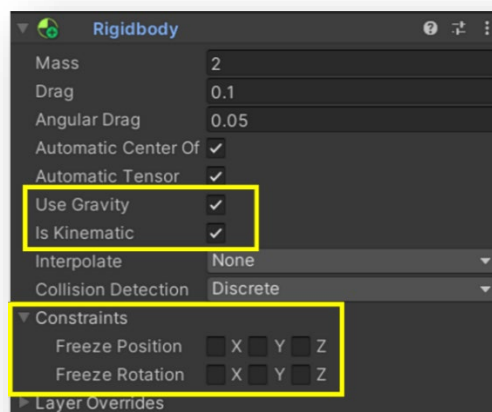 Rigidbody
Mass 2
Drag 0.1
Angular Drag 0.05
Automatic Center Of
Automatic Tensor
Use Gravity
Is Kinematic
Interpolate None
Collision Detection Discrete
Constraints
Freeze Position X Y Z
Freeze Rotation X Y Z
Layer Overrides